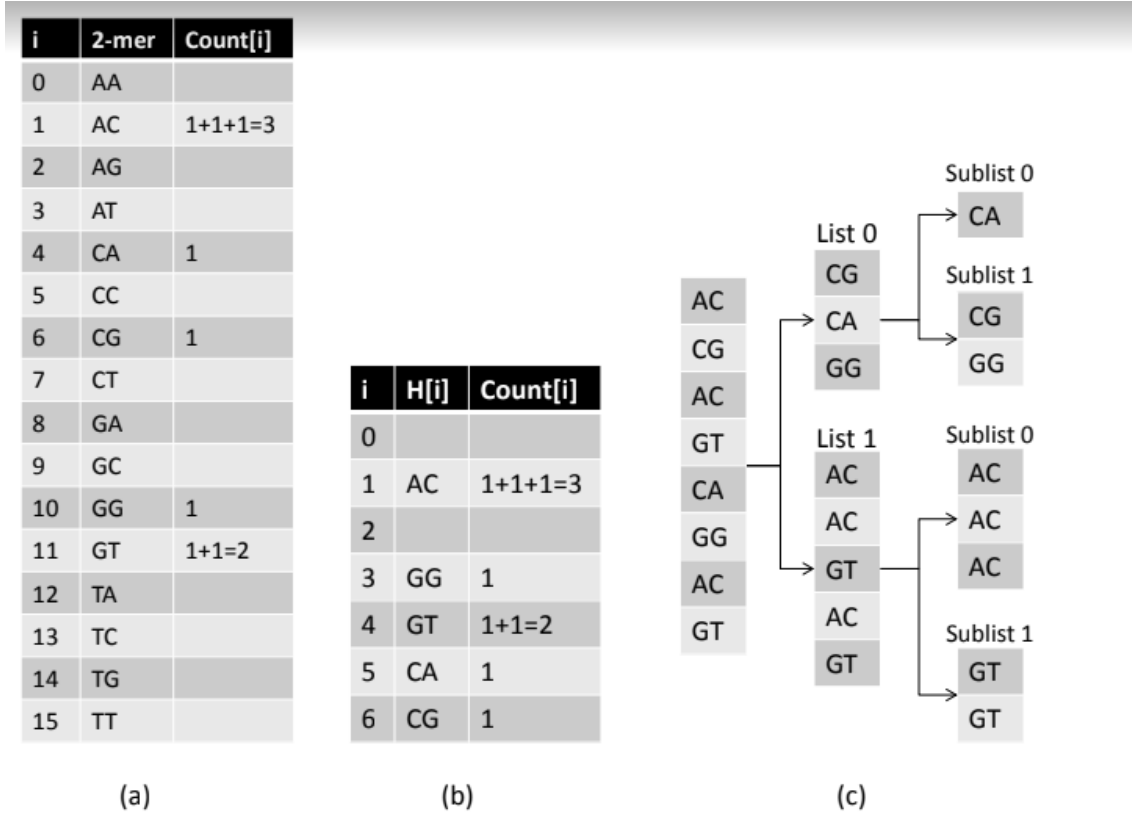 i 2-mer Count[i]
0 AA
1 AC 1+1+1=3
2 AG
3 AT
4 CA 1
5 CC
6 CG 1
7 CT
8 GA
9 GC
10 GG 1
11 GT 1+1=2
12 TA
13 TC
14 TG
15 TT
(a)
i H[i] Count[i]
0
1 AC 1+1+1=3
2
3 GG 1
4 GT 1+1=2
5 CA 1
6 CG 1
(b)
AC
CG
AC
GT
CA
GG
AC
GT
List 0
CG
CA
GG
List 1
AC
AC
GT
AC
GT
Sublist 0
CA
Sublist 1
CG
GG
Sublist 0
AC
AC
AC
Sublist 1
GT
GT
(c)